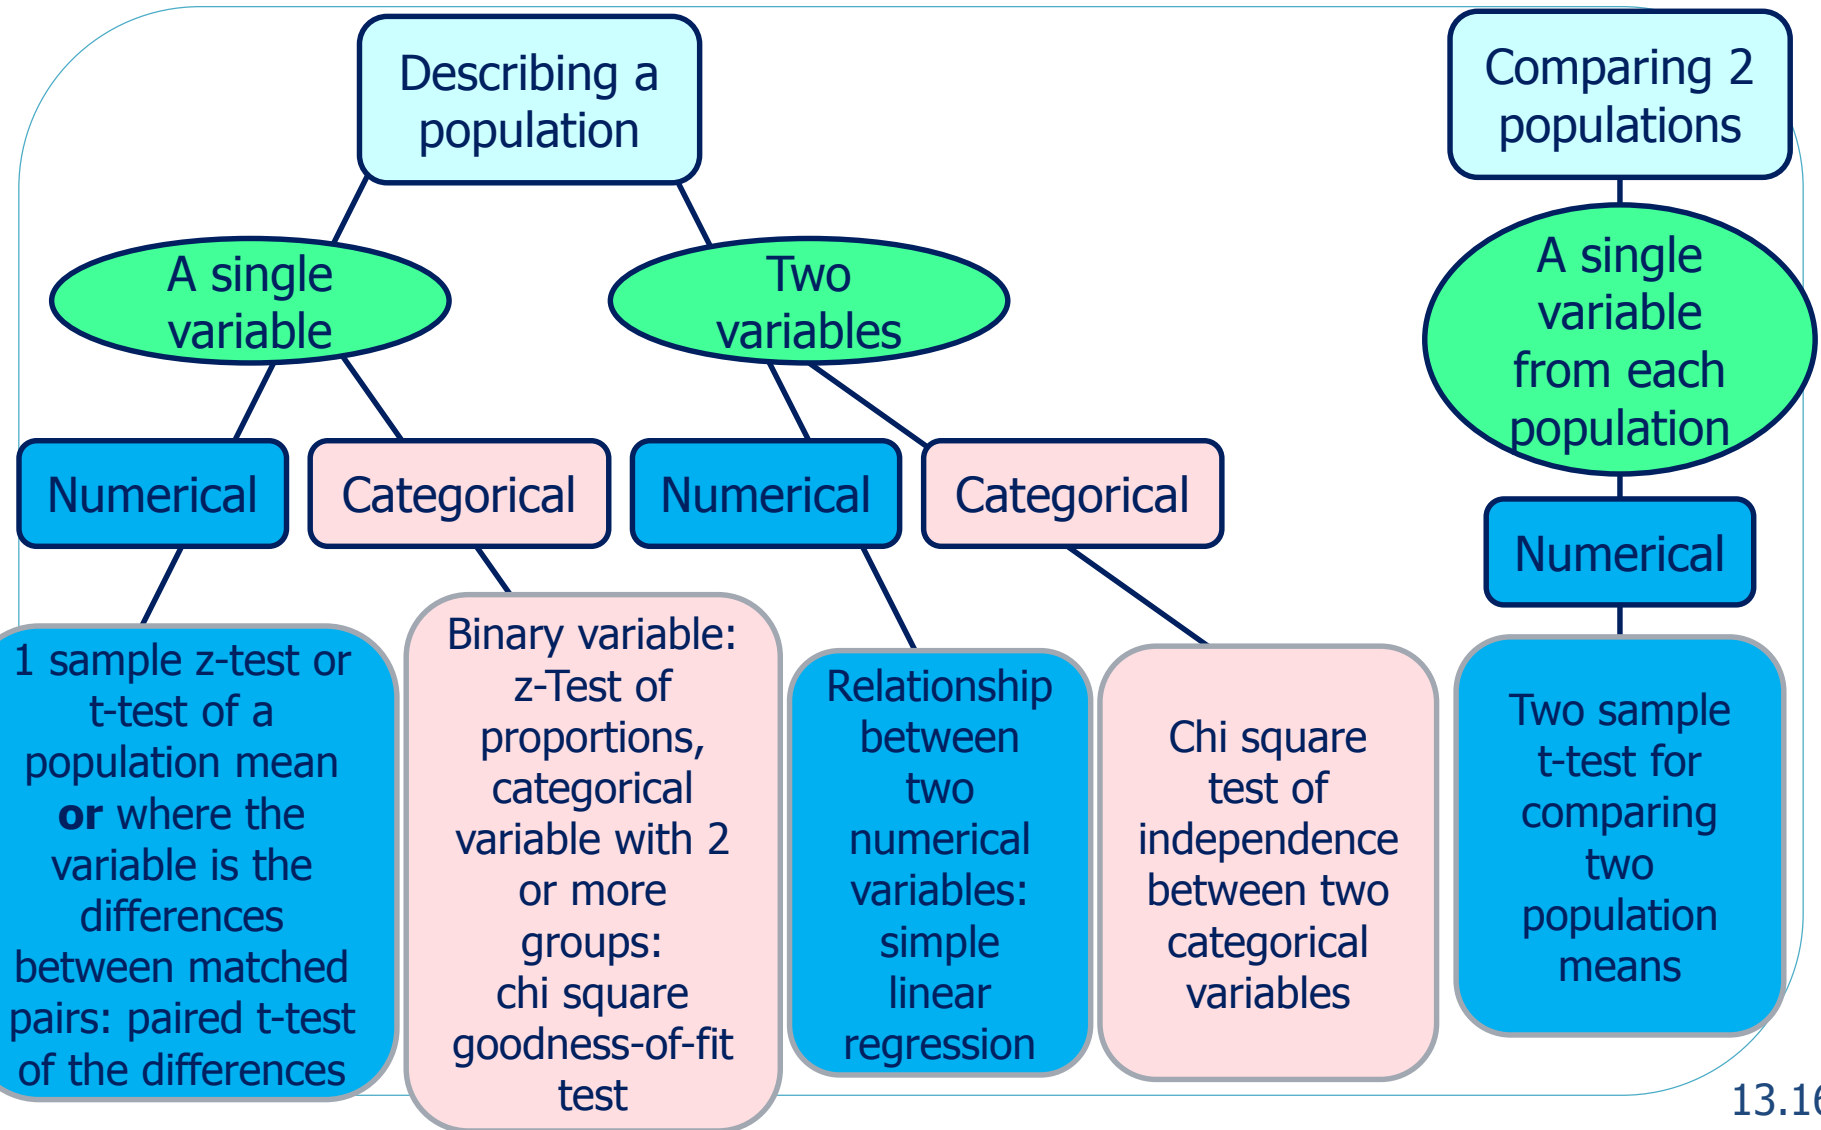 Describing a
population
Comparing 2
populations
A single
variable
Two
variables
A single
variable
from each
population
Numerical
Categorical
Numerical
Categorical
Numerical
1 sample z-test or
t-test of a
population mean
or where the
variable is the
differences
between matched
pairs: paired t-test
of the differences
Binary variable:
z-Test of
proportions,
categorical
variable with 2
or more
groups:
chi square
goodness-of-fit
test
Relationship
between
two
numerical
variables:
simple
linear
regression
Chi square
test of
independence
between two
categorical
variables
Two sample
t-test for
comparing
two
population
means
13.16